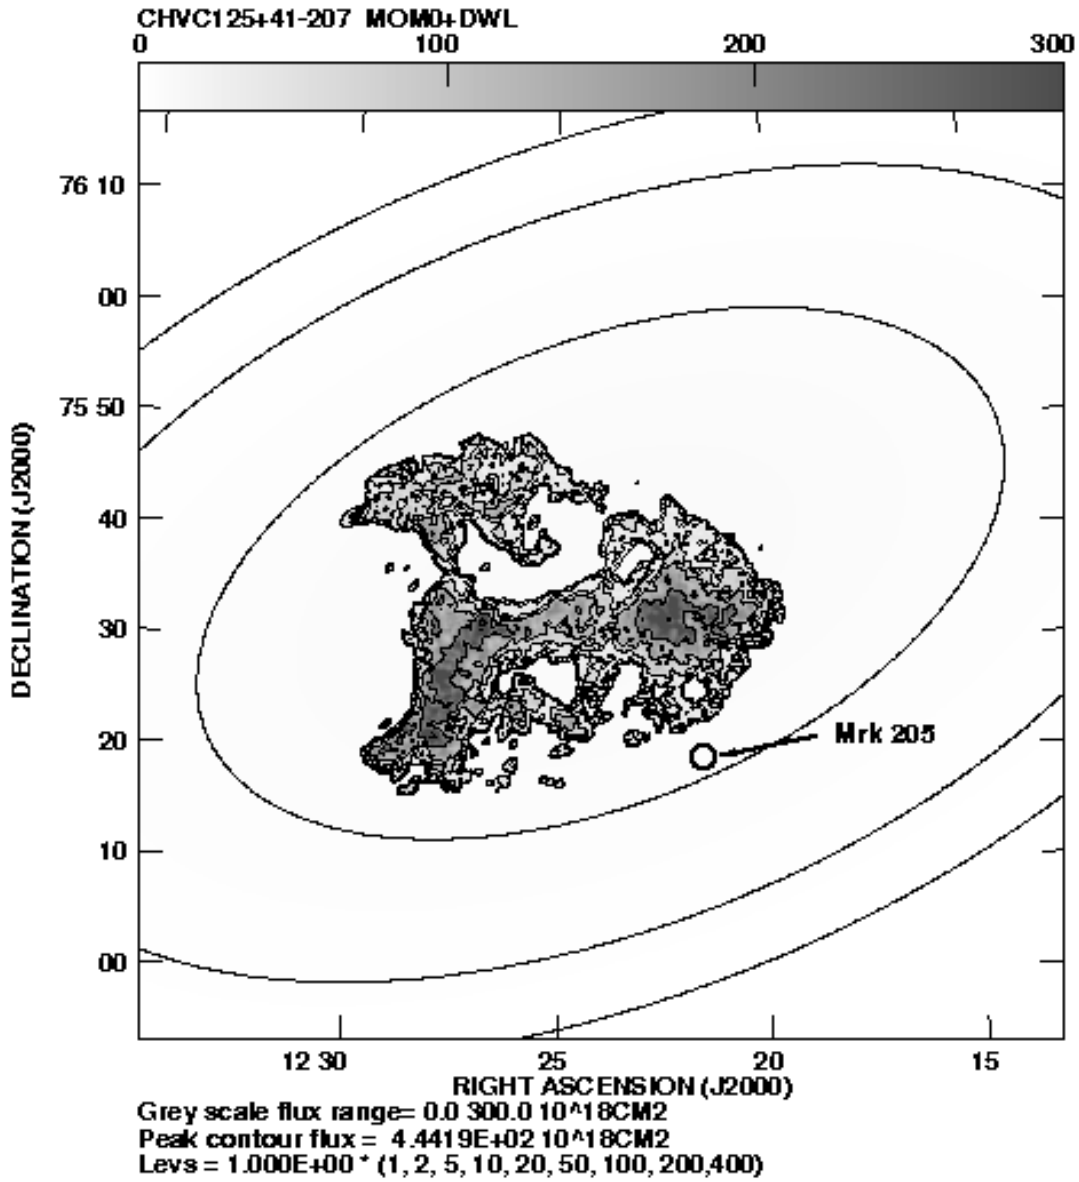 CHVC125+41-207 MOM0+DWL
0 100 200 300
76 10
00
75 50
40
30
20
10
00
DECLINATION (J2000)
Mrk 205
12 30 25 20 15
RIGHT ASCENSION (J2000)
Grey scale flux range= 0.0 300.0 10^18CM2
Peak contour flux = 4.4419E+02 10^18CM2
Levs = 1.000E+00 * (1, 2, 5, 10, 20, 50, 100, 200,400)